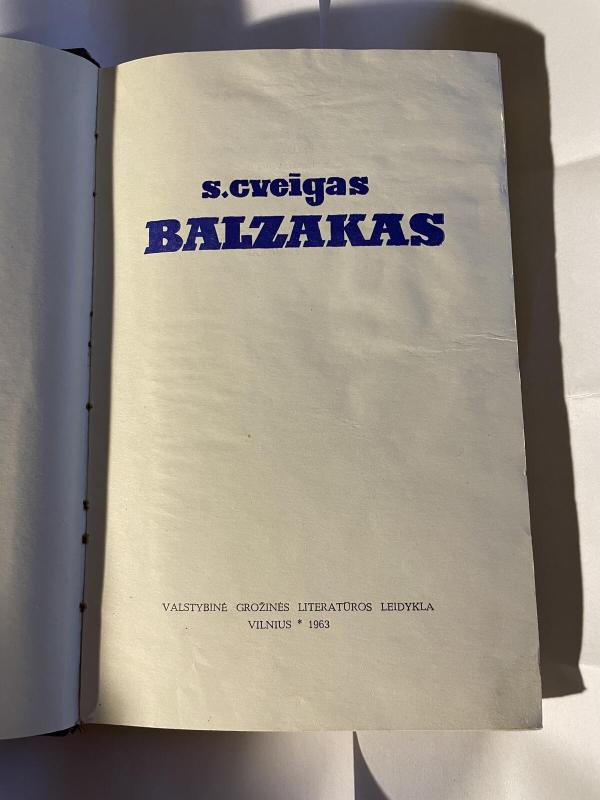 s.cveigas
BALZAKAS
VALSTYBINĖ GROŽINĖS LITERATŪROS LEIDYKLA
VILNIUS * 1963